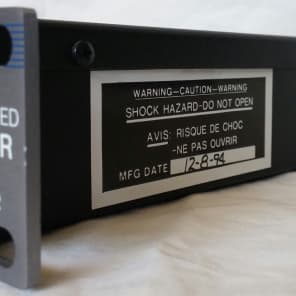 ED
R
WARNING-CAUTION-WARNING
SHOCK HAZARD-DO NOT OPEN
AVIS: RISQUE DE CHOC
-NE PAS OUVRIR
MFG DATE 12-8-94